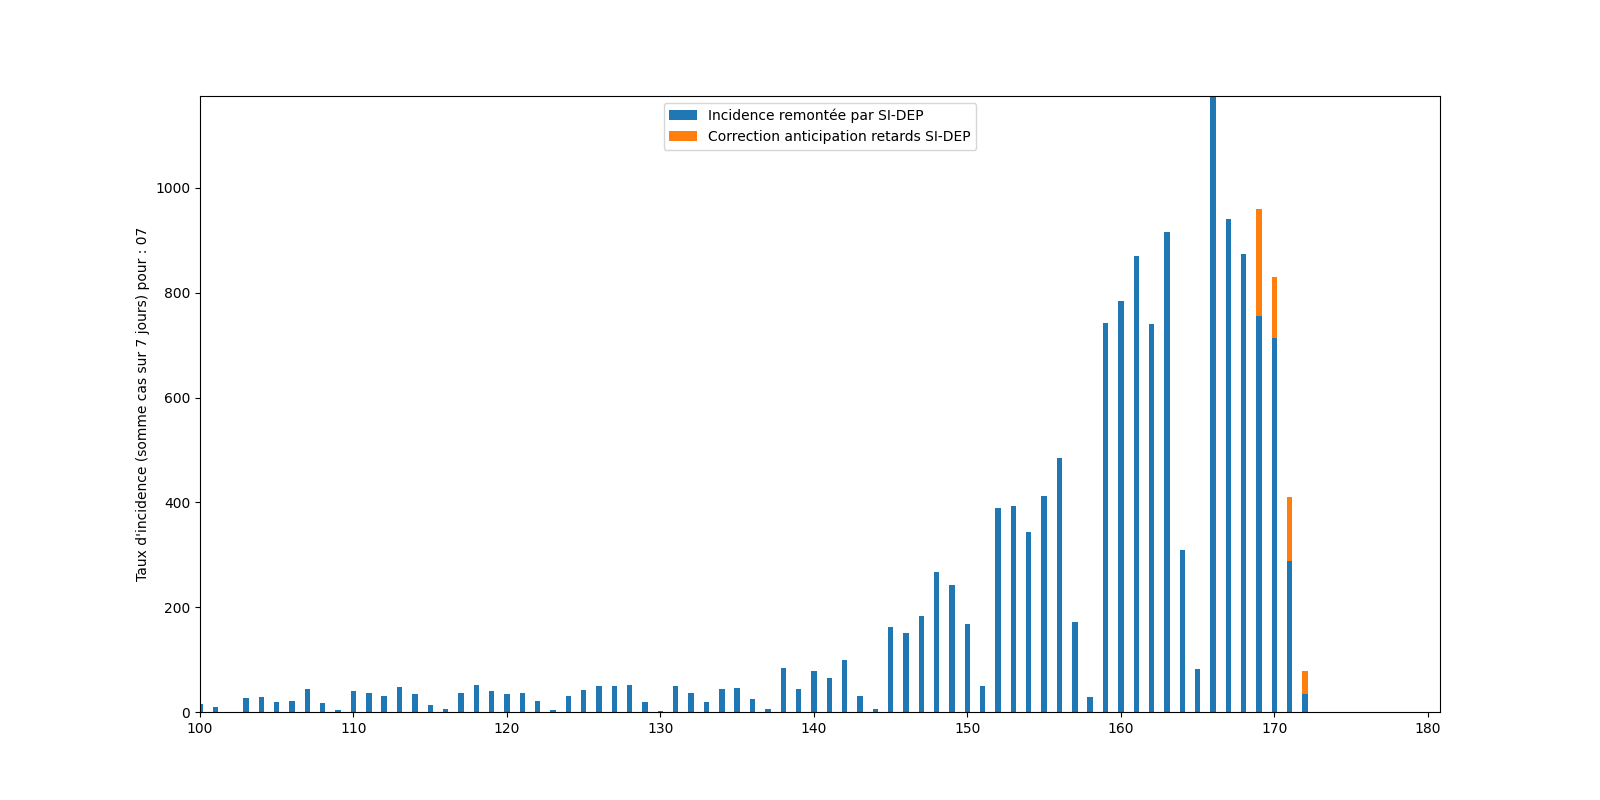 Incidence remontée par SI-DEP
Correction anticipation retards SI-DEP
Taux d'incidence (somme cas sur 7 jours) pour : 07
1000
800
600
400
200
0
100 110 120 130 140 150 160 170 180